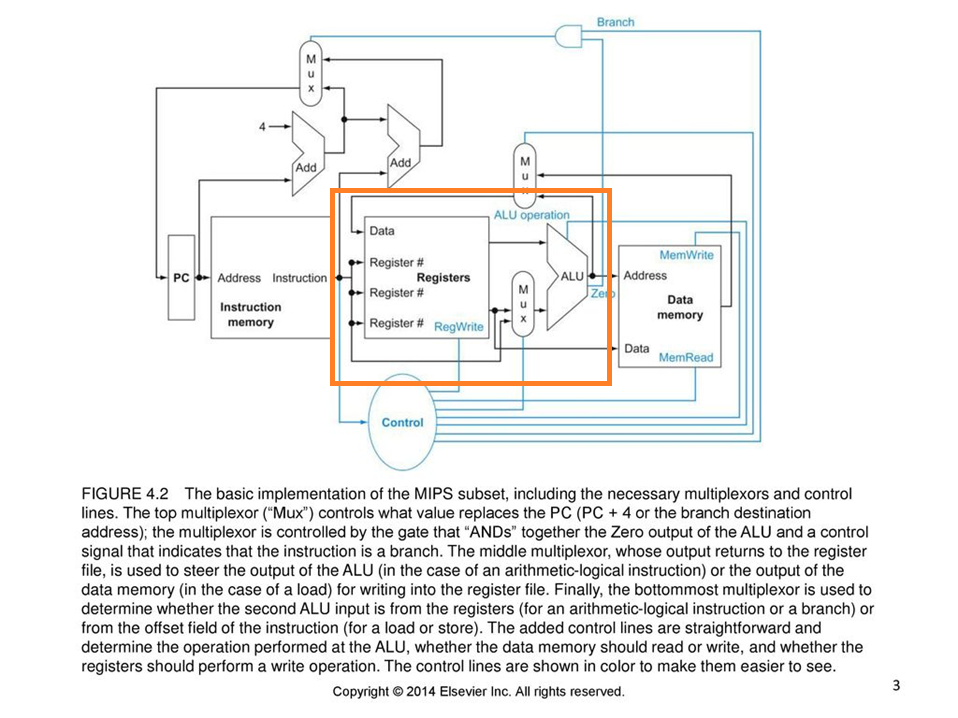 Branch
M
u
x
4
Add
Add
M
u
x
ALU operation
Data
Register #
Registers
Register #
Register #
RegWrite
PC
Address
Instruction
Instruction
memory
M
u
x
ALU
Zero
MemWrite
Address
Data
memory
Data
MemRead
Control
FIGURE 4.2 The basic implementation of the MIPS subset, including the necessary multiplexors and control
lines. The top multiplexor (“Mux”) controls what value replaces the PC (PC + 4 or the branch destination
address); the multiplexor is controlled by the gate that “ANDs” together the Zero output of the ALU and a control
signal that indicates that the instruction is a branch. The middle multiplexor, whose output returns to the register
file, is used to steer the output of the ALU (in the case of an arithmetic-logical instruction) or the output of the
data memory (in the case of a load) for writing into the register file. Finally, the bottommost multiplexor is used to
determine whether the second ALU input is from the registers (for an arithmetic-logical instruction or a branch) or
from the offset field of the instruction (for a load or store). The added control lines are straightforward and
determine the operation performed at the ALU, whether the data memory should read or write, and whether the
registers should perform a write operation. The control lines are shown in color to make them easier to see.
Copyright © 2014 Elsevier Inc. All rights reserved.
3